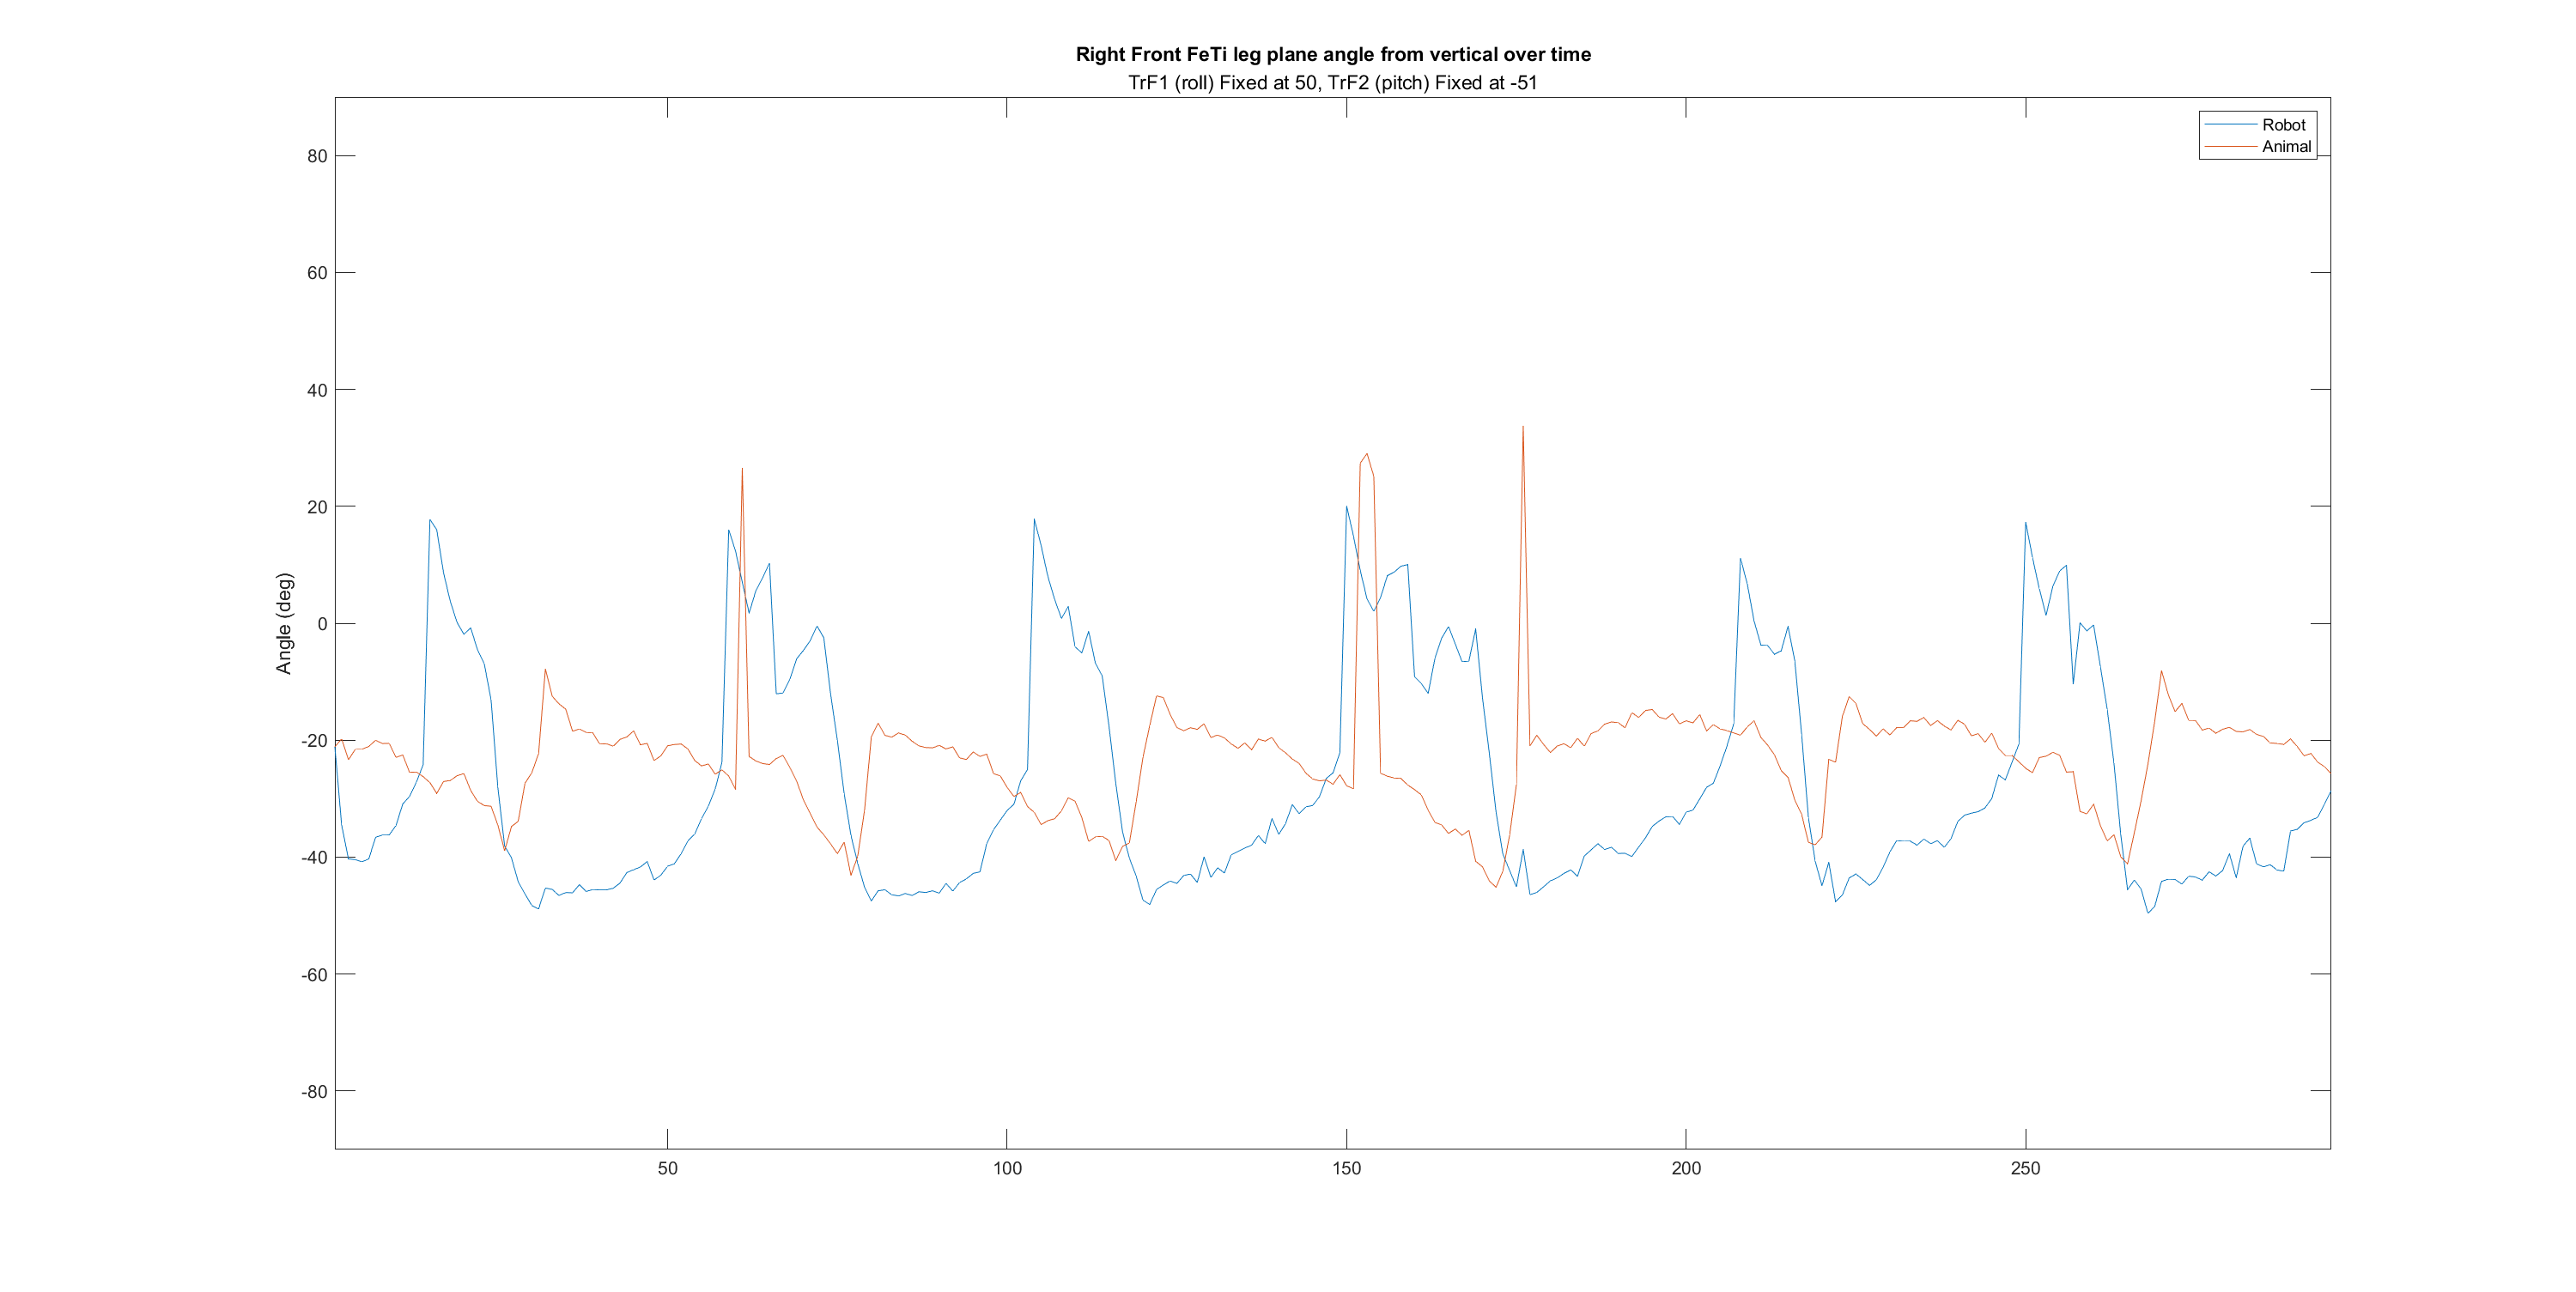 Right Front FeTi leg plane angle from vertical over time
TrF1 (roll) Fixed at 50, TrF2 (pitch) Fixed at -51
Robot
Animal
Angle (deg)
80
60
40
20
0
-20
-40
-60
-80
50
100
150
200
250